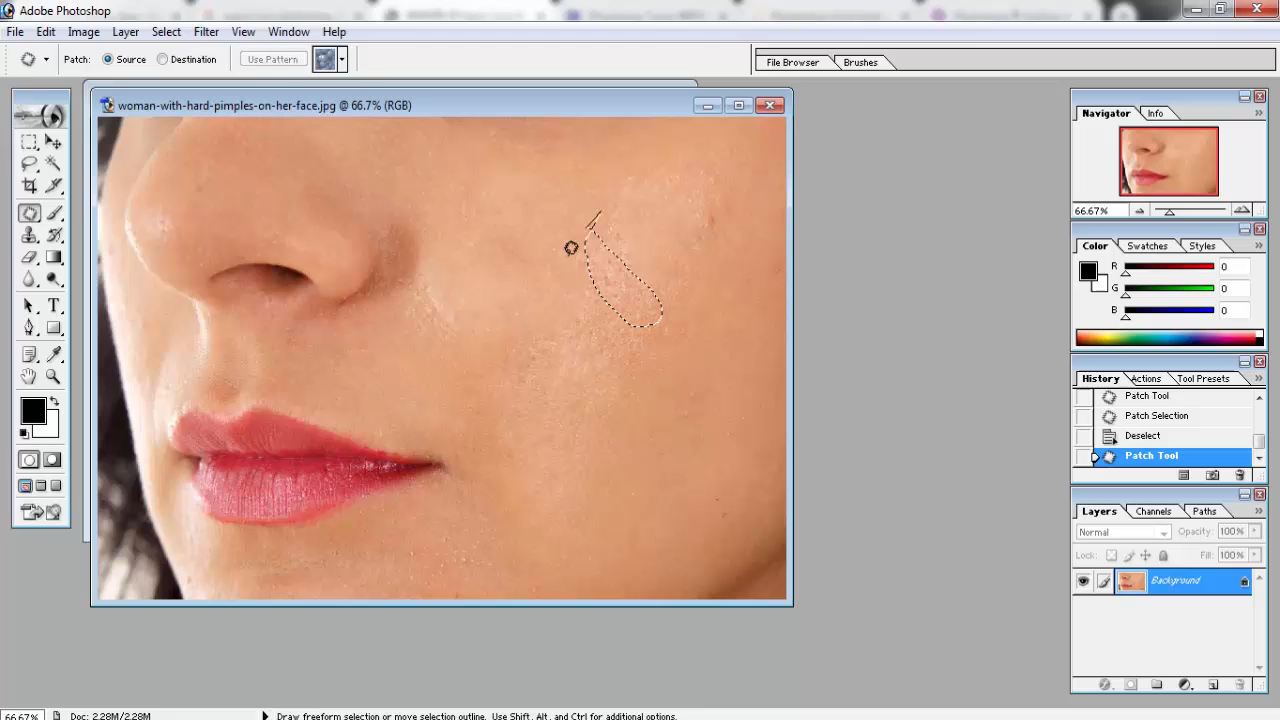 Adobe Photoshop
File Edit Image Layer Select Filter View Window Help
Patch: Source Destination Use Pattern File Browser Brushes
woman-with-hard-pimples-on-her-face.jpg @ 66.7% (RGB)
Navigator Info
66.67%
Color Swatches Styles
R 0
G 0
B 0
History Actions Tool Presets
Patch Tool
Patch Selection
Deselect
Patch Tool
Layers Channels Paths
Normal Opacity: 100%
Lock: Fill: 100%
Background
66.67% Doc: 2.28M/2.28M Draw freeform selection or move selection outline. Use Shift, Alt, and Ctrl for additional options.